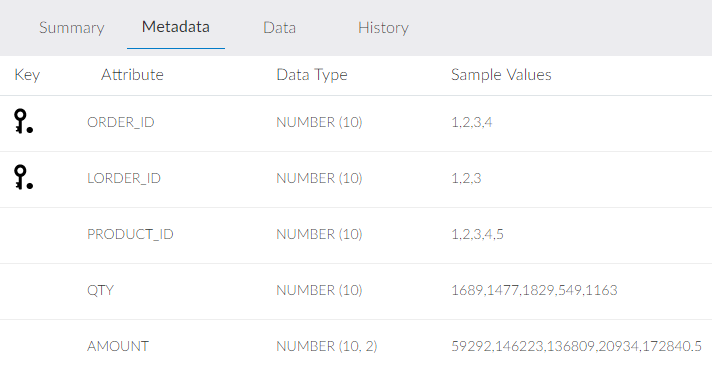 Summary Metadata Data History
Key Attribute Data Type Sample Values
ORDER_ID NUMBER (10) 1,2,3,4
LORDER_ID NUMBER (10) 1,2,3
PRODUCT_ID NUMBER (10) 1,2,3,4,5
QTY NUMBER (10) 1689,1477,1829,549,1163
AMOUNT NUMBER (10, 2) 59292,146223,136809,20934,172840.5